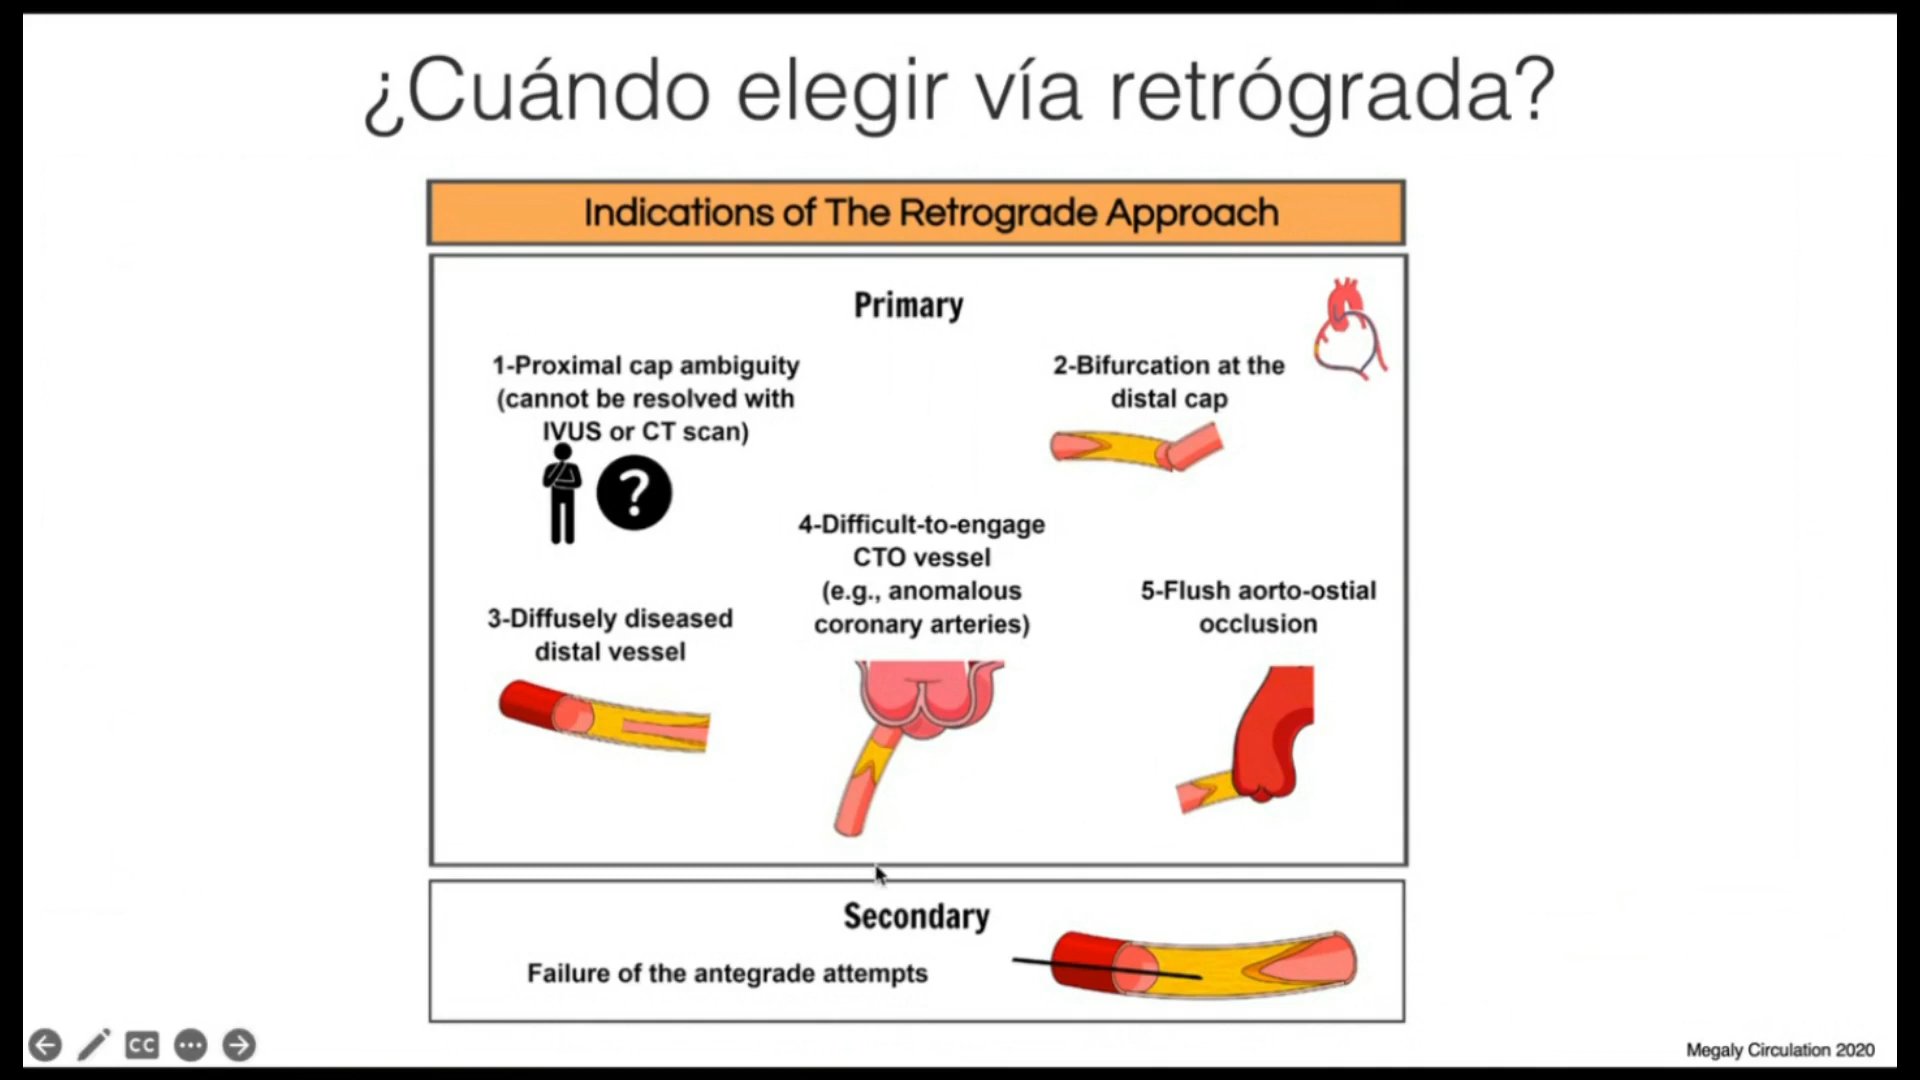 ¿Cuándo elegir vía retrógrada?
Indications of The Retrograde Approach
Primary
1-Proximal cap ambiguity
(cannot be resolved with
IVUS or CT scan)
?
2-Bifurcation at the
distal cap
3-Diffusely diseased
distal vessel
4-Difficult-to-engage
CTO vessel
(e.g., anomalous
coronary arteries)
5-Flush aorto-ostial
occlusion
Secondary
Failure of the antegrade attempts
CC
Megaly Circulation 2020